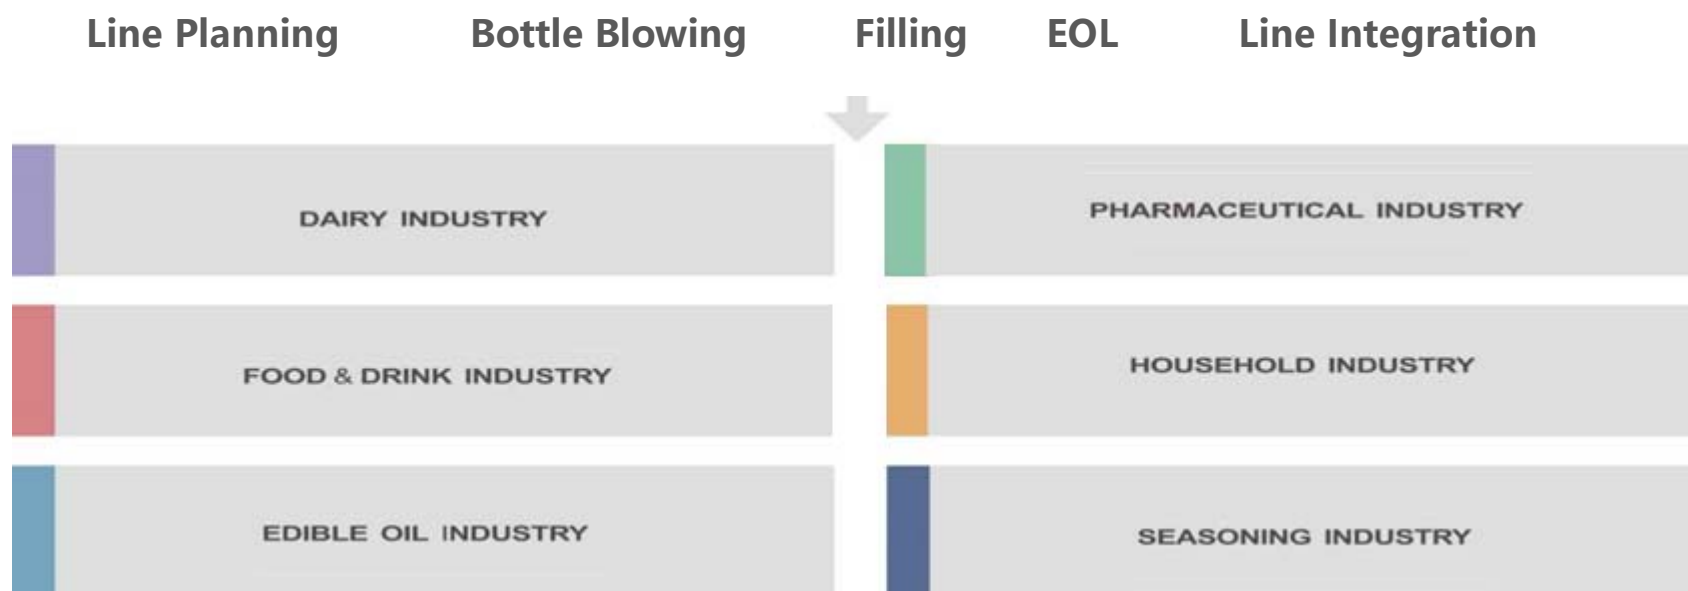 Line Planning Bottle Blowing Filling EOL Line Integration
DAIRY INDUSTRY
PHARMACEUTICAL INDUSTRY
FOOD & DRINK INDUSTRY
HOUSEHOLD INDUSTRY
EDIBLE OIL INDUSTRY
SEASONING INDUSTRY